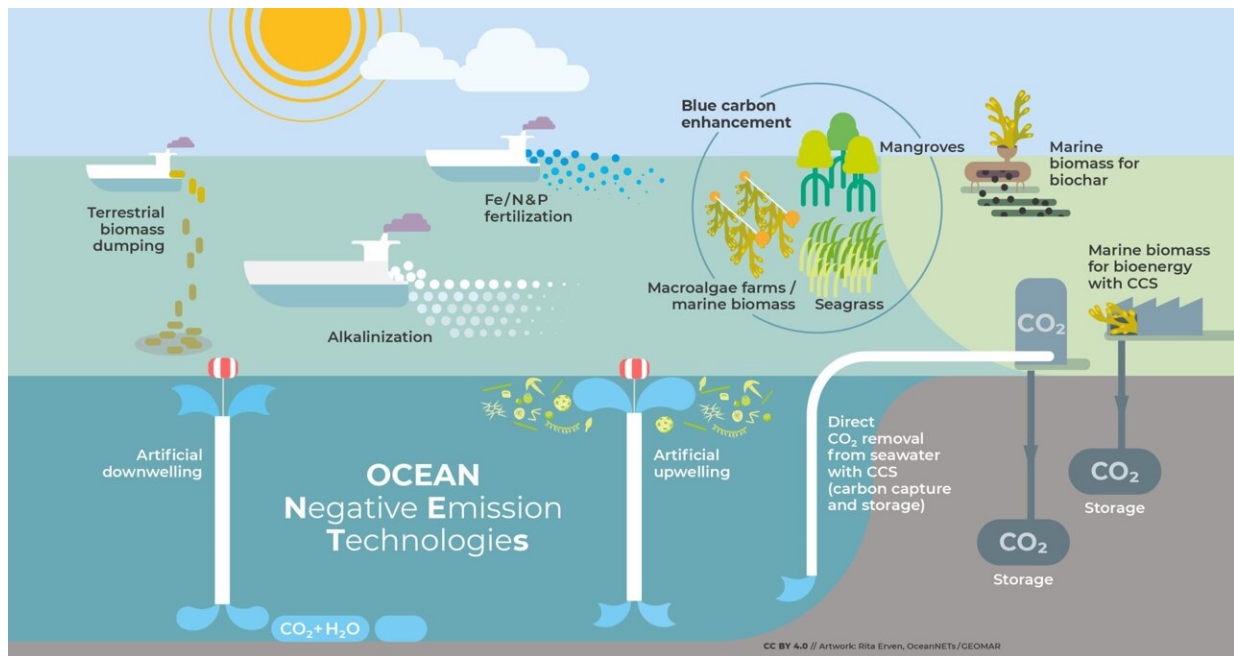 Blue carbon
enhancement
Mangroves
Marine
biomass for
biochar
Terrestrial
biomass
dumping
Fe/N&P
fertilization
Marine biomass
for bioenergy
with CCS
Macroalgae farms /
marine biomass
Seagrass
Alkalinization
CO₂
Artificial
downwelling
OCEAN
Negative Emission
Technologies
Artificial
upwelling
Direct
CO₂ removal
from seawater
with CCS
(carbon capture
and storage)
CO₂
Storage
CO₂
Storage
CO₂+H₂O
CC BY 4.0 // Artwork: Rita Erven, OceanNETs/GEOMAR